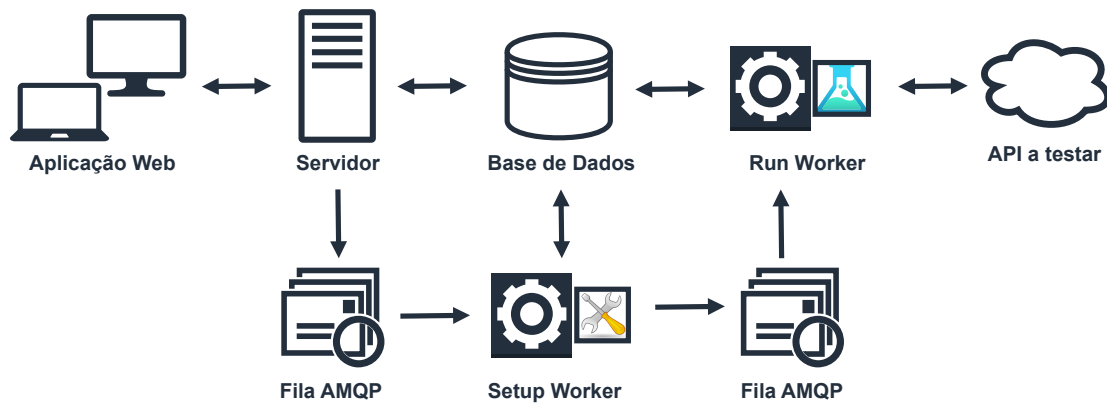 Aplicação Web
Servidor
Base de Dados
Run Worker
API a testar
Fila AMQP
Setup Worker
Fila AMQP